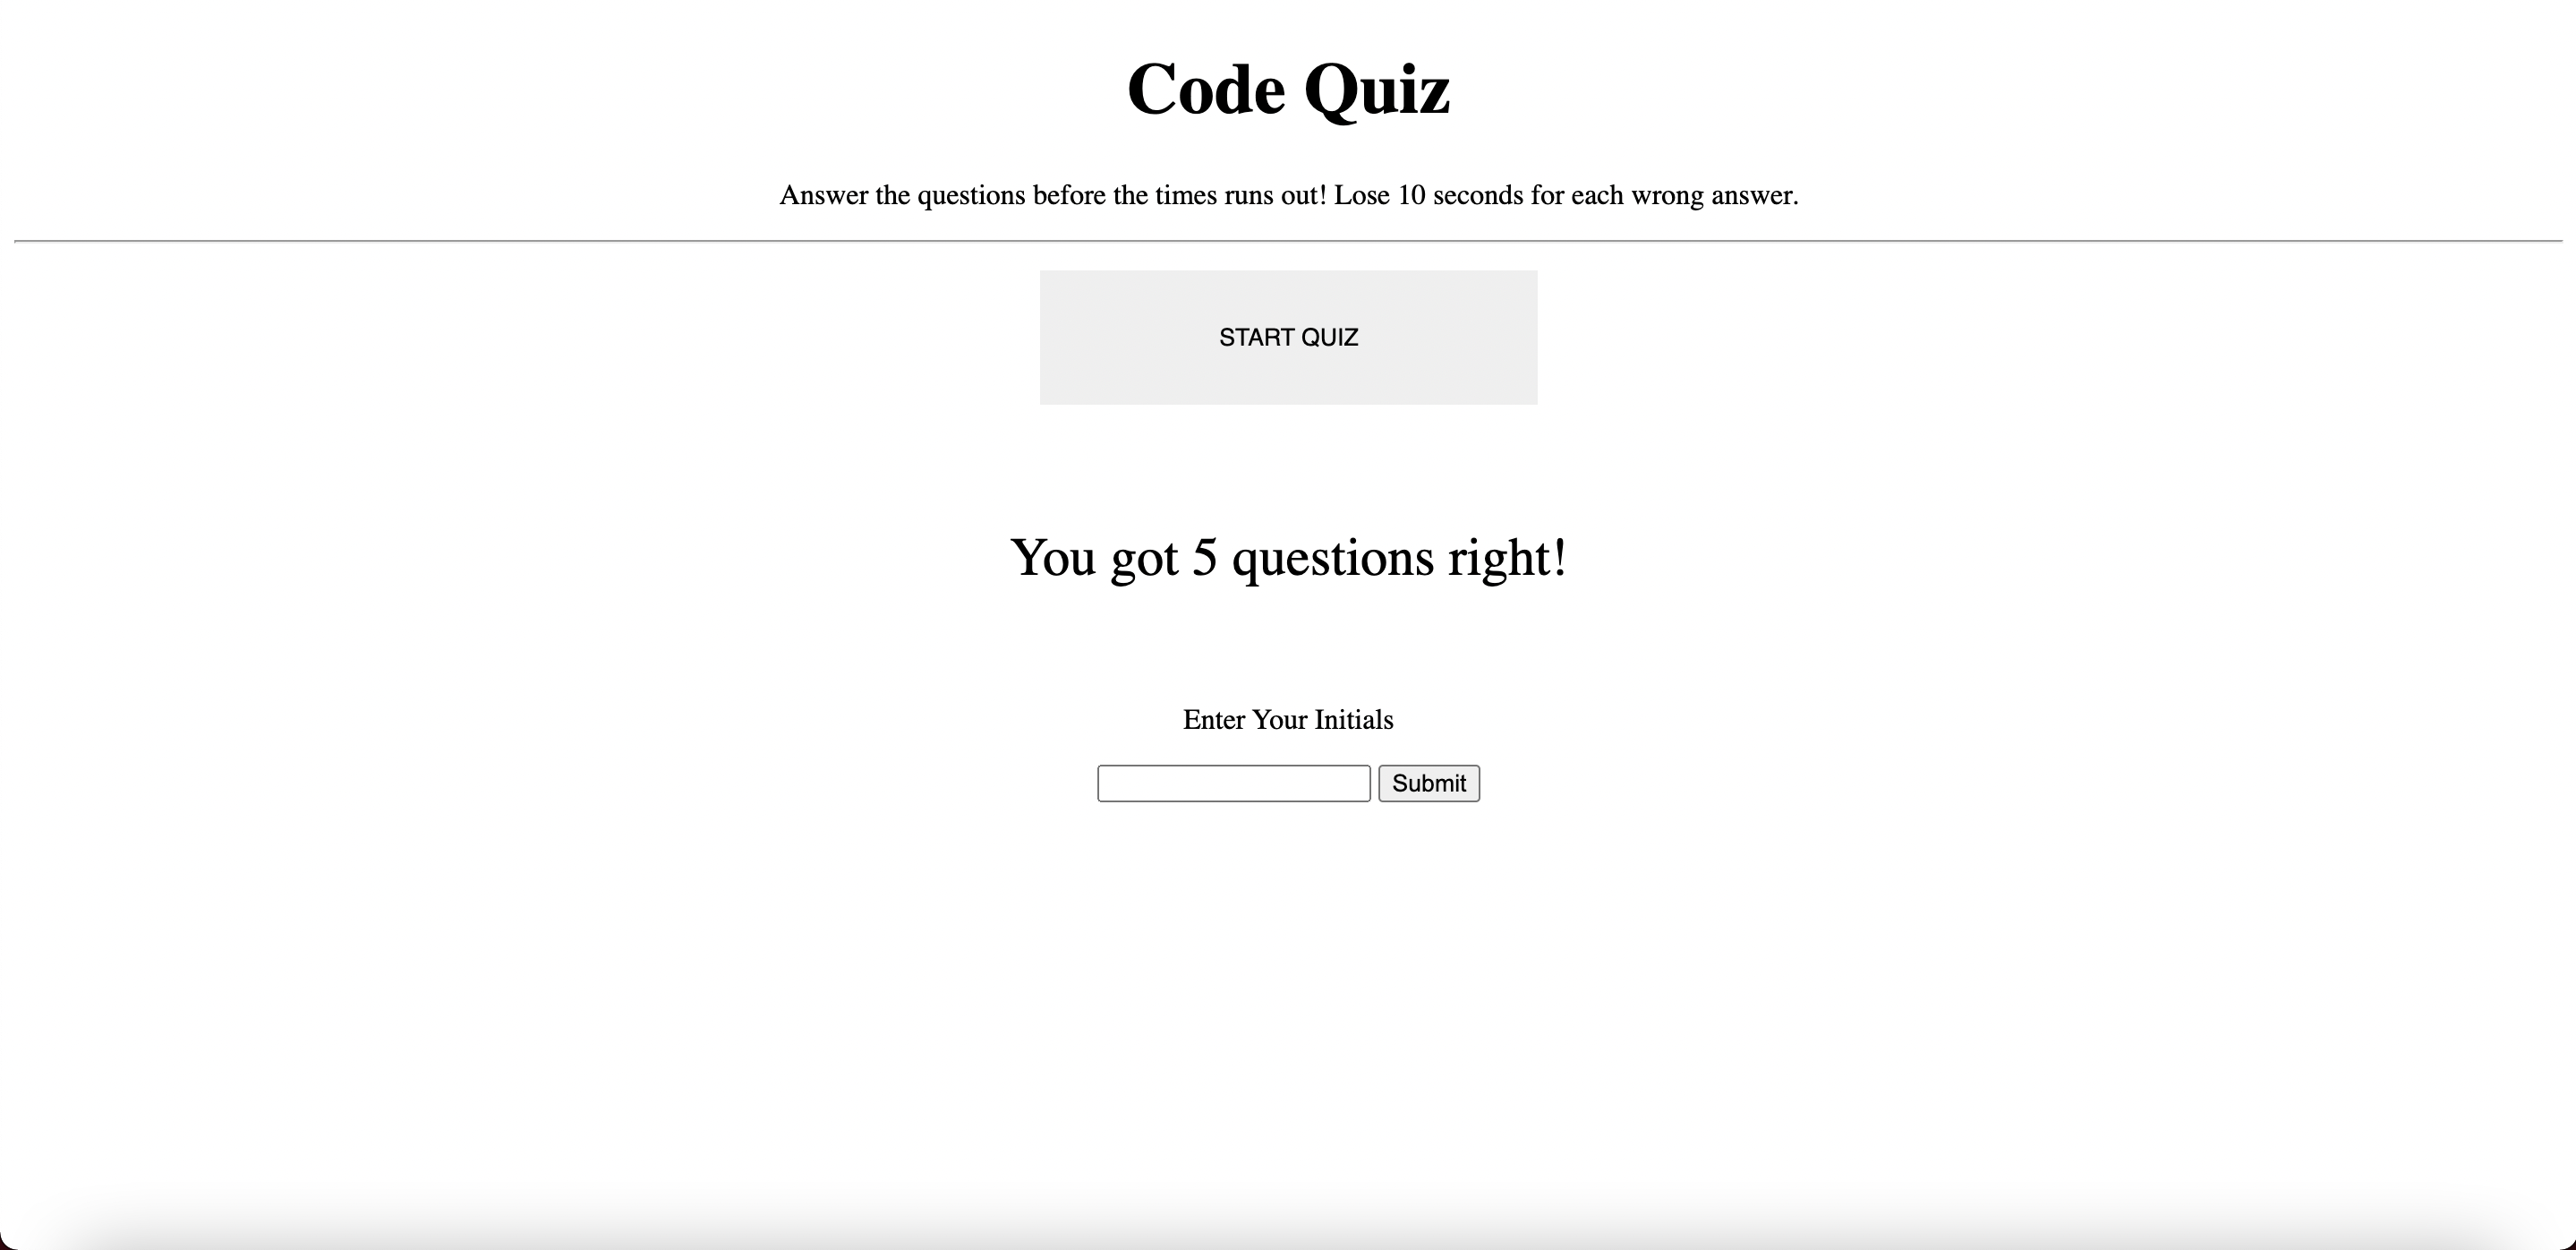 Code Quiz
Answer the questions before the times runs out! Lose 10 seconds for each wrong answer.
START QUIZ
You got 5 questions right!
Enter Your Initials
Submit